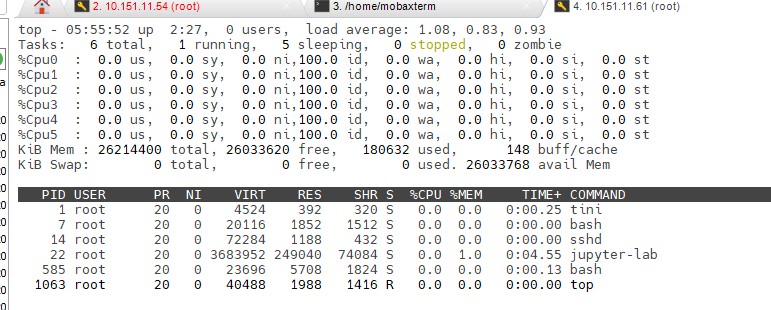 2. 10.151.11.54 (root) 3. /home/mobaxterm 4. 10.151.11.61 (root)
top - 05:55:52 up  2:27,  0 users,  load average: 1.08, 0.83, 0.93
Tasks:   6 total,   1 running,   5 sleeping,   0 stopped,   0 zombie
%Cpu0  :  0.0 us,  0.0 sy,  0.0 ni,100.0 id,  0.0 wa,  0.0 hi,  0.0 si,  0.0 st
%Cpu1  :  0.0 us,  0.0 sy,  0.0 ni,100.0 id,  0.0 wa,  0.0 hi,  0.0 si,  0.0 st
%Cpu2  :  0.0 us,  0.0 sy,  0.0 ni,100.0 id,  0.0 wa,  0.0 hi,  0.0 si,  0.0 st
%Cpu3  :  0.0 us,  0.0 sy,  0.0 ni,100.0 id,  0.0 wa,  0.0 hi,  0.0 si,  0.0 st
%Cpu4  :  0.0 us,  0.0 sy,  0.0 ni,100.0 id,  0.0 wa,  0.0 hi,  0.0 si,  0.0 st
%Cpu5  :  0.0 us,  0.0 sy,  0.0 ni,100.0 id,  0.0 wa,  0.0 hi,  0.0 si,  0.0 st
KiB Mem : 26214400 total, 26033620 free,   180632 used,      148 buff/cache
KiB Swap:        0 total,        0 free,        0 used. 26033768 avail Mem
PID USER      PR  NI    VIRT    RES    SHR S  %CPU %MEM     TIME+ COMMAND
1 root      20   0    4524    392    320 S   0.0  0.0   0:00.25 tini
7 root      20   0   20116   1852   1512 S   0.0  0.0   0:00.00 bash
14 root      20   0   72284   1188    432 S   0.0  0.0   0:00.00 sshd
22 root      20   0 3683952 249040  74084 S   0.0  1.0   0:04.55 jupyter-lab
585 root      20   0   23696   5708   1824 S   0.0  0.0   0:00.13 bash
1063 root      20   0   40488   1988   1416 R   0.0  0.0   0:00.00 top